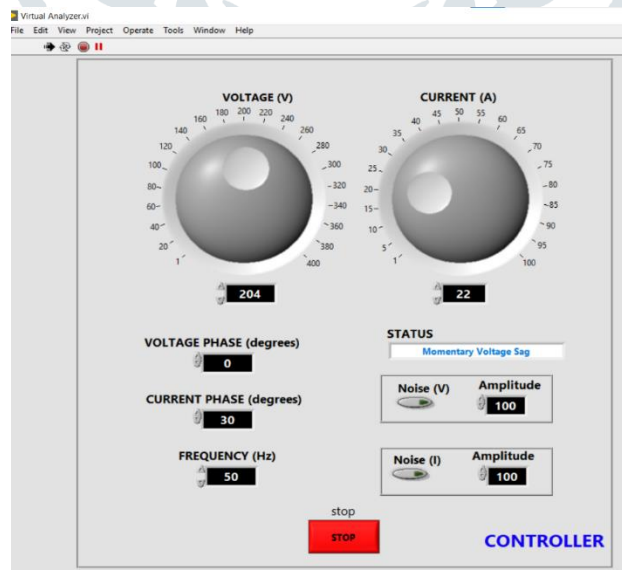 Virtual Analyzer.vi
File Edit View Project Operate Tools Window Help
VOLTAGE (V)
1 20 40 60 80 100 120 140 160 180 200 220 240 260 280 300 320 340 360 380 400
204
CURRENT (A)
1 5 10 15 20 25 30 35 40 45 50 55 60 65 70 75 80 85 90 95 100
22
VOLTAGE PHASE (degrees)
0
CURRENT PHASE (degrees)
30
FREQUENCY (Hz)
50
STATUS
Momentary Voltage Sag
Noise (V) Amplitude
100
Noise (I) Amplitude
100
stop
STOP
CONTROLLER